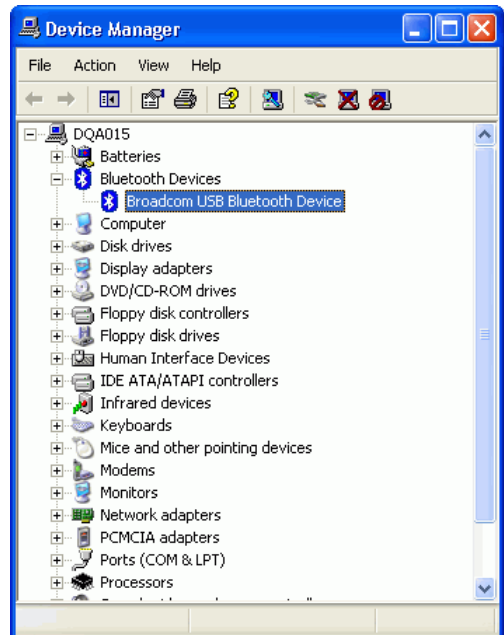 Device Manager
File Action View Help
DQA015
Batteries
Bluetooth Devices
Broadcom USB Bluetooth Device
Computer
Disk drives
Display adapters
DVD/CD-ROM drives
Floppy disk controllers
Floppy disk drives
Human Interface Devices
IDE ATA/ATAPI controllers
Infrared devices
Keyboards
Mice and other pointing devices
Modems
Monitors
Network adapters
PCMCIA adapters
Ports (COM & LPT)
Processors